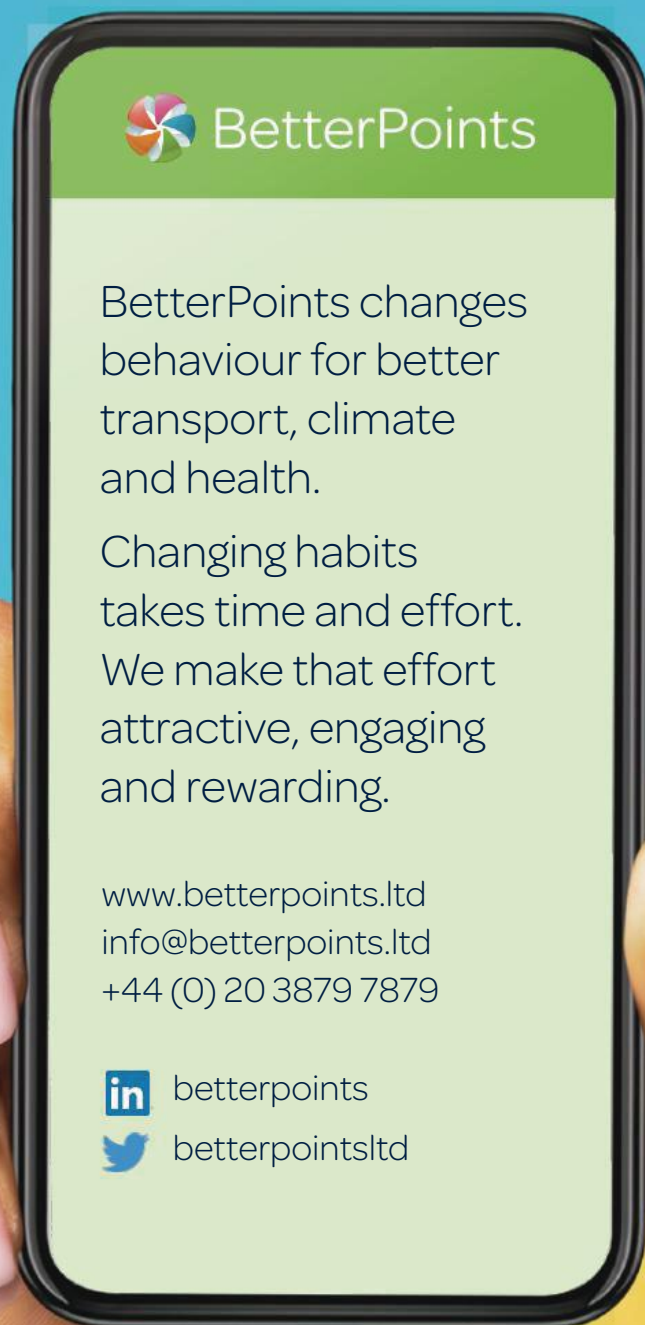 BetterPoints
BetterPoints changes
behaviour for better
transport, climate
and health.
Changing habits
takes time and effort.
We make that effort
attractive, engaging
and rewarding.
www.betterpoints.ltd
info@betterpoints.ltd
+44 (0) 20 3879 7879
in betterpoints
betterpointsltd